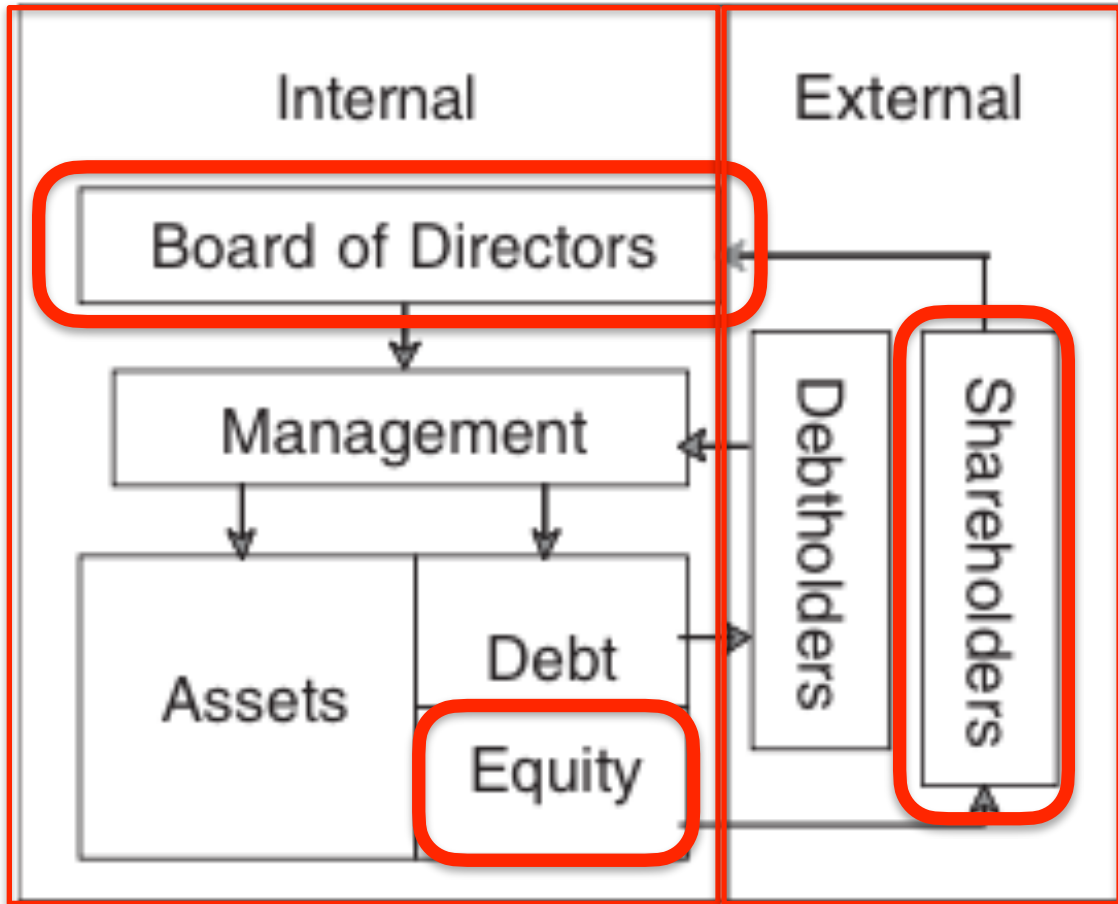 Internal
External
Board of Directors
Management
Debtholders
Shareholders
Assets
Debt
Equity